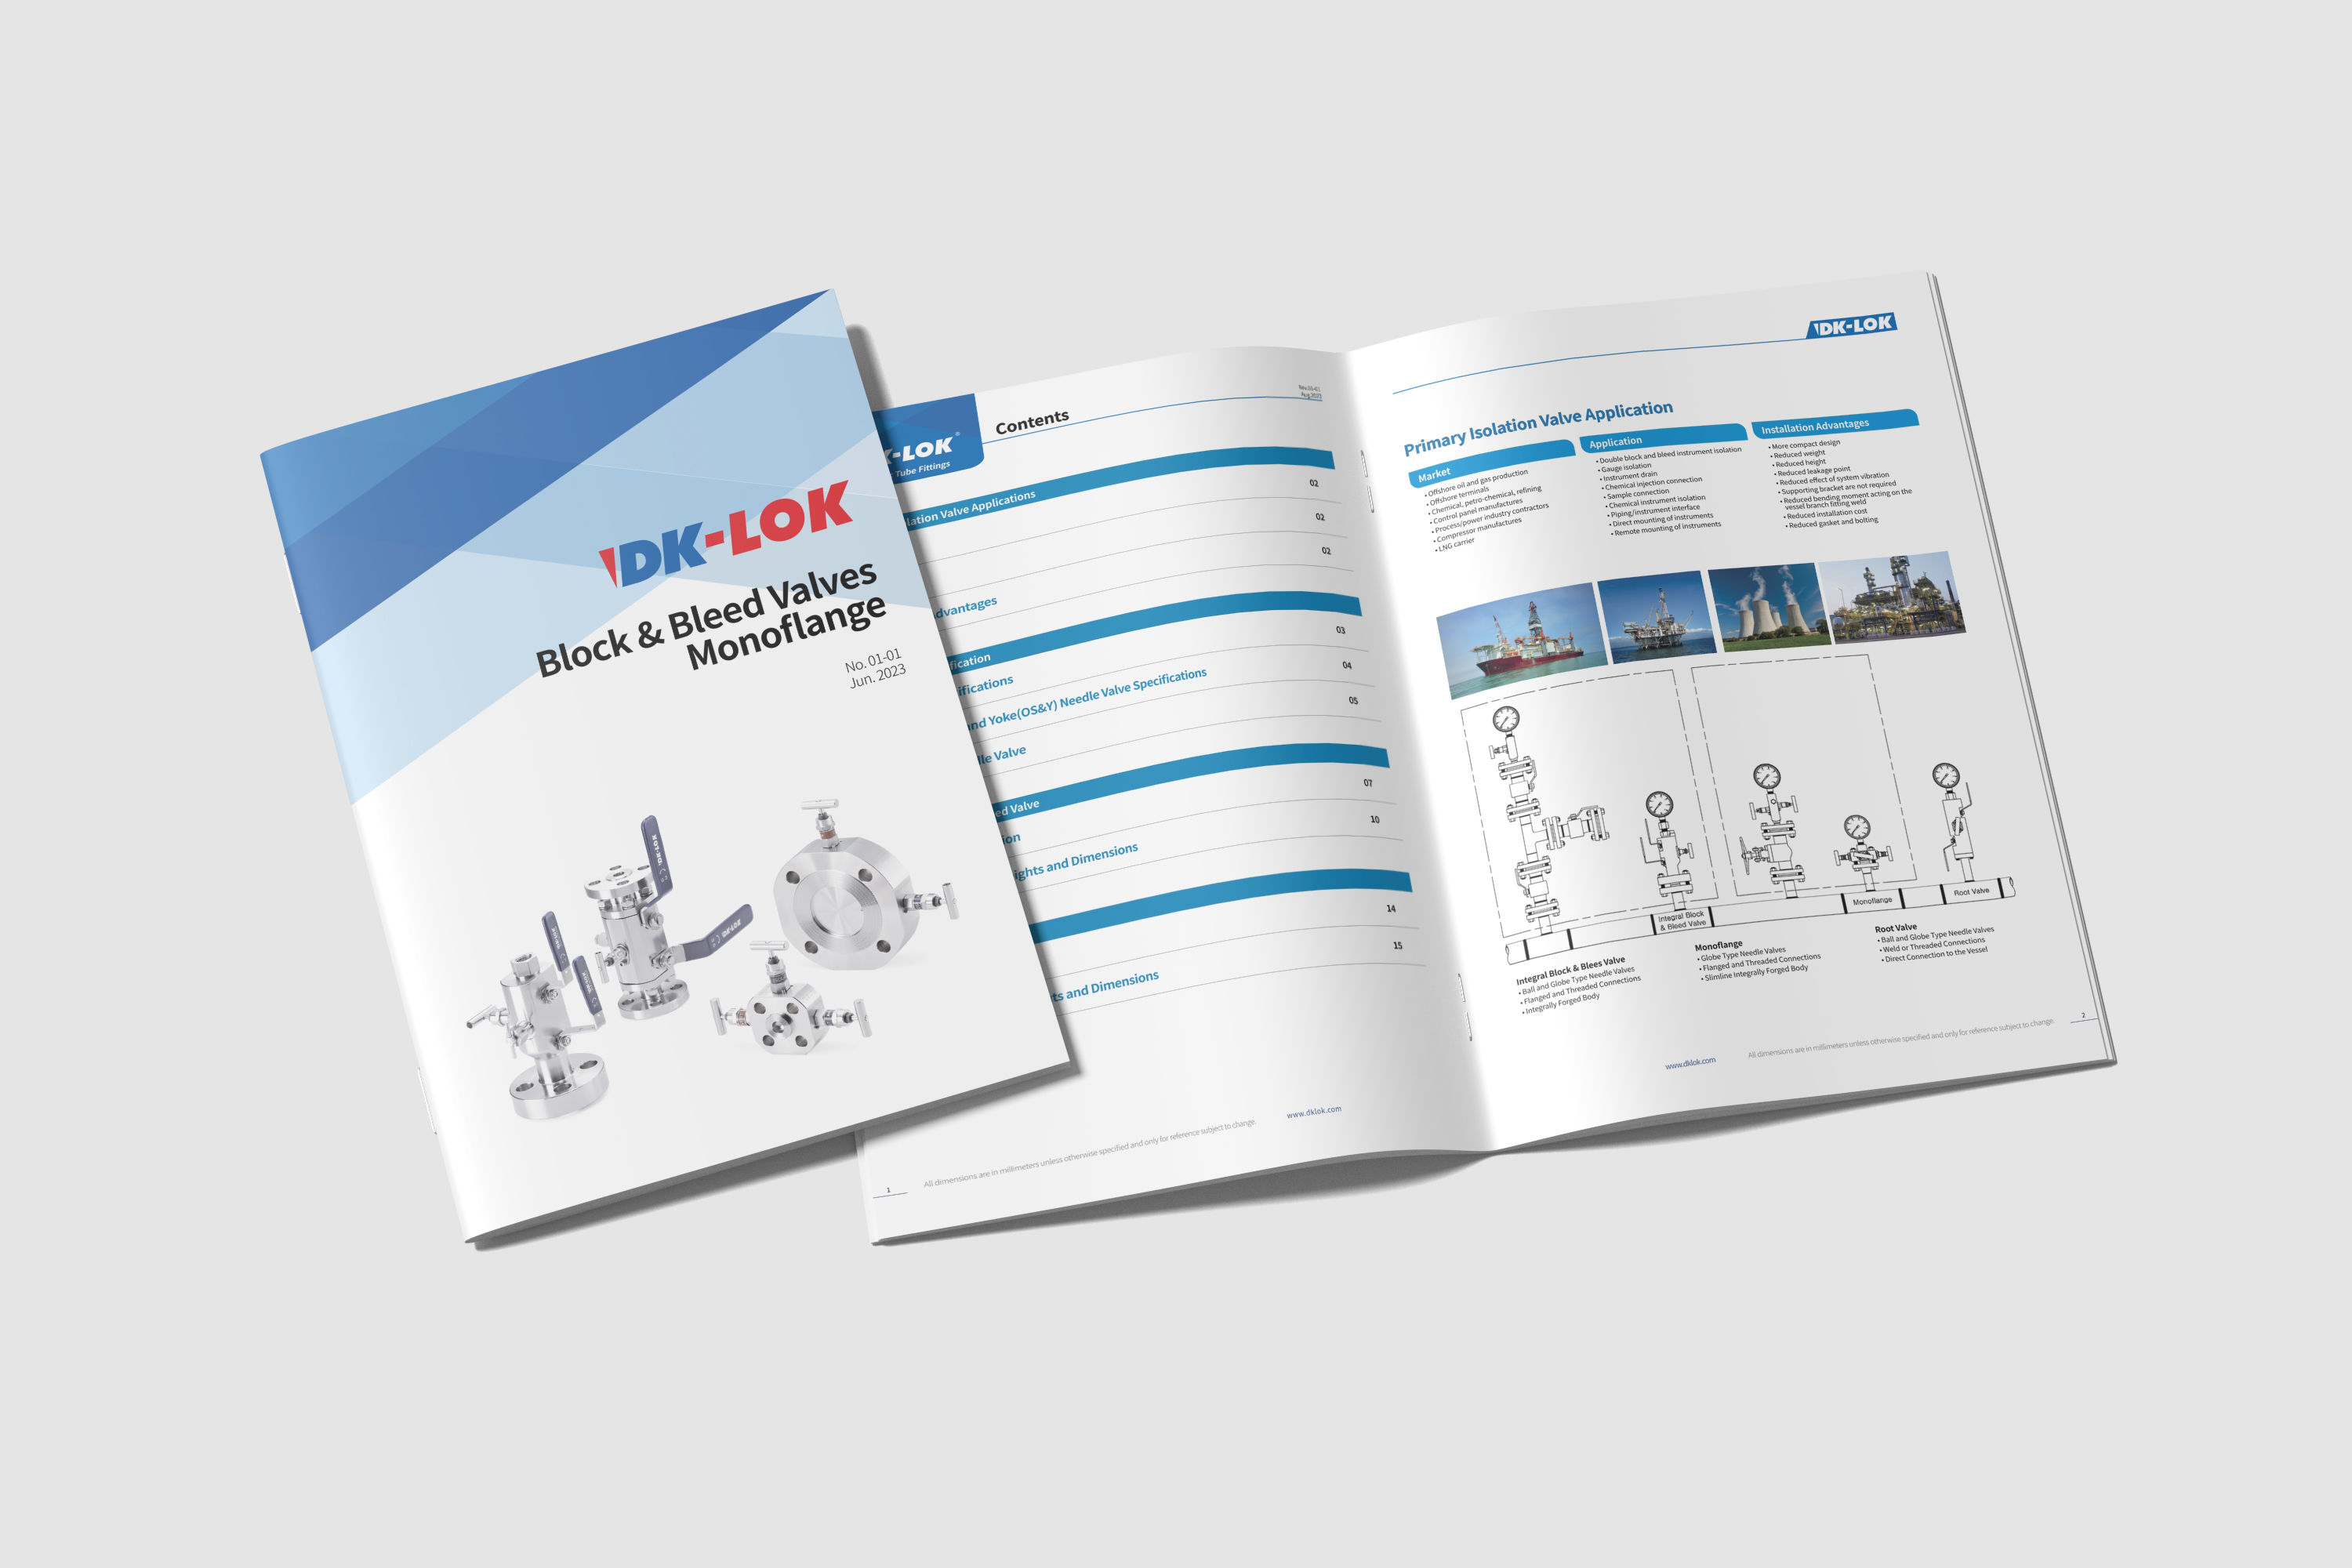 DK-LOK
Block & Bleed Valves
Monoflange
No. 01-01
Jun. 2023
DK-LOK
-LOK®
Tube Fittings
Contents
Rev.01-01
Aug.2023
lation Valve Applications
02
02
02
dvantages
fication
03
ifications
04
nd Yoke(OS&Y) Needle Valve Specifications
05
le Valve
ed Valve
07
ion
10
ights and Dimensions
14
15
ts and Dimensions
www.dklok.com
All dimensions are in millimeters unless otherwise specified and only for reference subject to change.
1
DK-LOK
Primary Isolation Valve Application
Market
• Offshore oil and gas production
• Offshore terminals
• Chemical, petro-chemical, refining
• Control panel manufactures
• Process/power industry contractors
• Compressor manufactures
• LNG carrier
Application
• Double block and bleed instrument isolation
• Gauge isolation
• Instrument drain
• Chemical injection connection
• Sample connection
• Chemical instrument isolation
• Piping/instrument interface
• Direct mounting of instruments
• Remote mounting of instruments
Installation Advantages
• More compact design
• Reduced weight
• Reduced height
• Reduced leakage point
• Reduced effect of system vibration
• Supporting bracket are not required
• Reduced bending moment acting on the
vessel branch fitting weld
• Reduced installation cost
• Reduced gasket and bolting
Integral Block
& Bleed Valve
Monoflange
Root Valve
Integral Block & Blees Valve
• Ball and Globe Type Needle Valves
• Flanged and Threaded Connections
• Integrally Forged Body
Monoflange
• Globe Type Needle Valves
• Flanged and Threaded Connections
• Slimline Integrally Forged Body
Root Valve
• Ball and Globe Type Needle Valves
• Weld or Threaded Connections
• Direct Connection to the Vessel
www.dklok.com
All dimensions are in millimeters unless otherwise specified and only for reference subject to change.
2